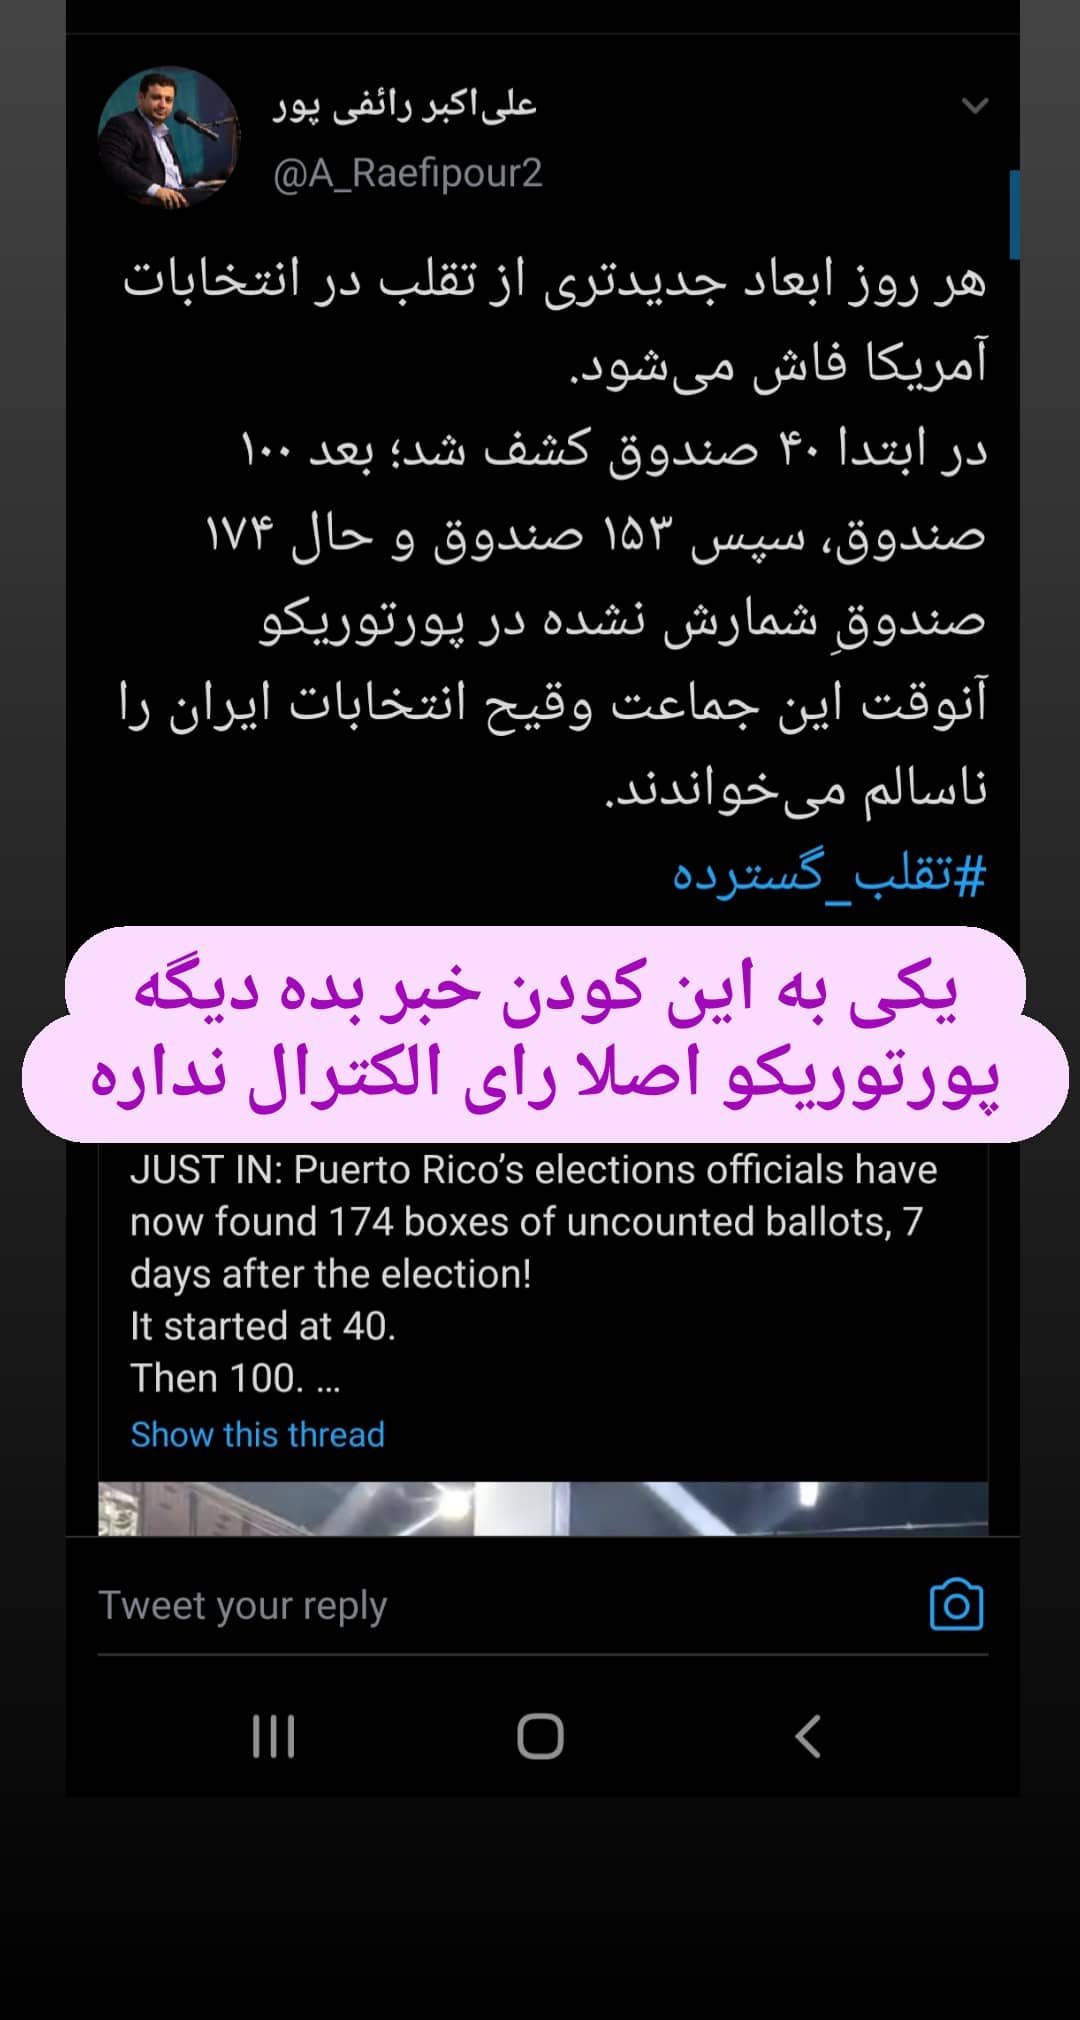 علی‌اکبر رائفی پور
@A_Raefipour2
هر روز ابعاد جدیدتری از تقلب در انتخابات
آمریکا فاش می‌شود.
در ابتدا ۴۰ صندوق کشف شد؛ بعد ۱۰۰
صندوق، سپس ۱۵۳ صندوق و حال ۱۷۴
صندوقِ شمارش نشده در پورتوریکو
آنوقت این جماعت وقیح انتخابات ایران را
ناسالم می‌خواندند.
#تقلب_گسترده
یکی به این کودن خبر بده دیگه
پورتوریکو اصلا رای الکترال نداره
JUST IN: Puerto Rico’s elections officials have
now found 174 boxes of uncounted ballots, 7
days after the election!
It started at 40.
Then 100. ...
Show this thread
Tweet your reply